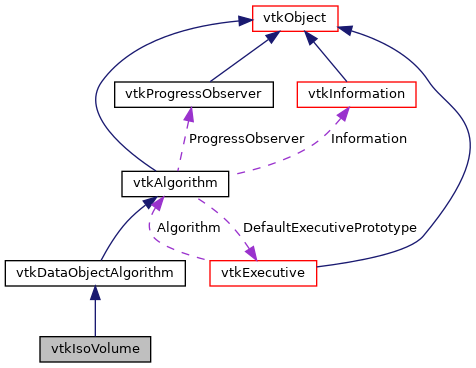 vtkObject
vtkProgressObserver
vtkInformation
ProgressObserver
Information
vtkAlgorithm
Algorithm
DefaultExecutivePrototype
vtkDataObjectAlgorithm
vtkExecutive
vtkIsoVolume